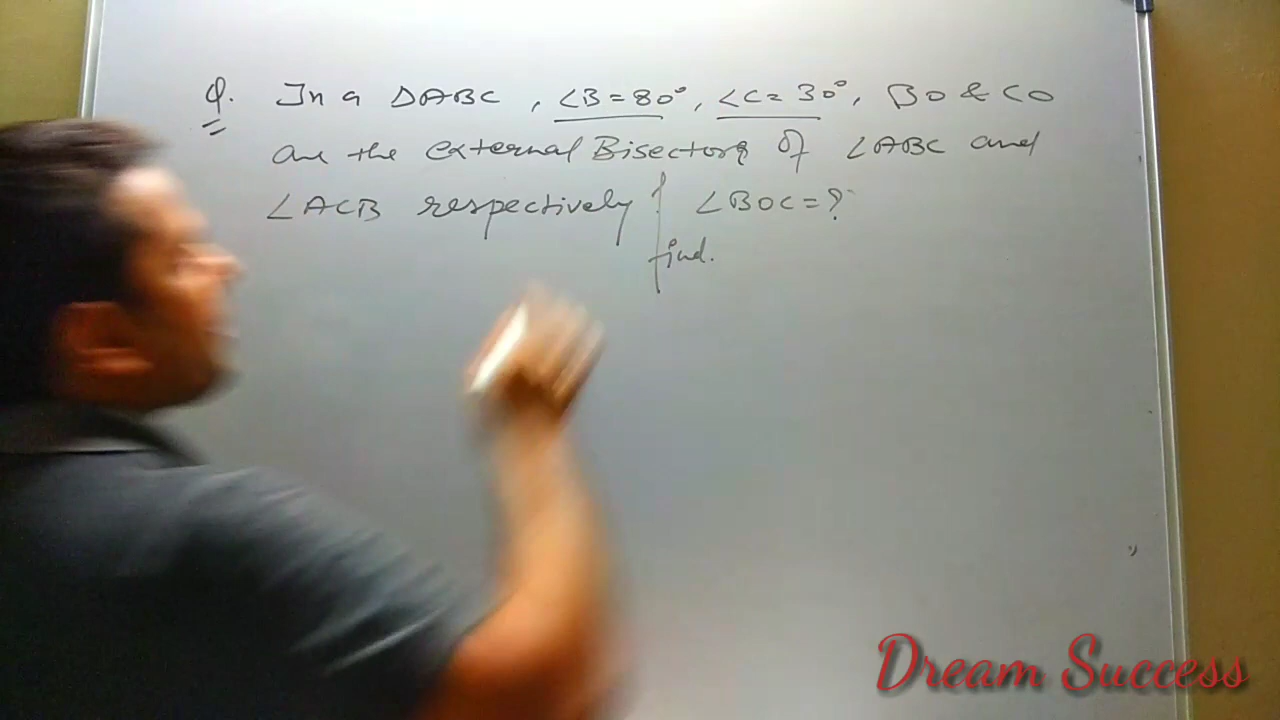 Q. In a ΔABC, ∠B=80°, ∠C=30°, BO & CO
are the external Bisectors of ∠ABC and
∠ACB respectively ∠BOC=?
find.
Dream Success